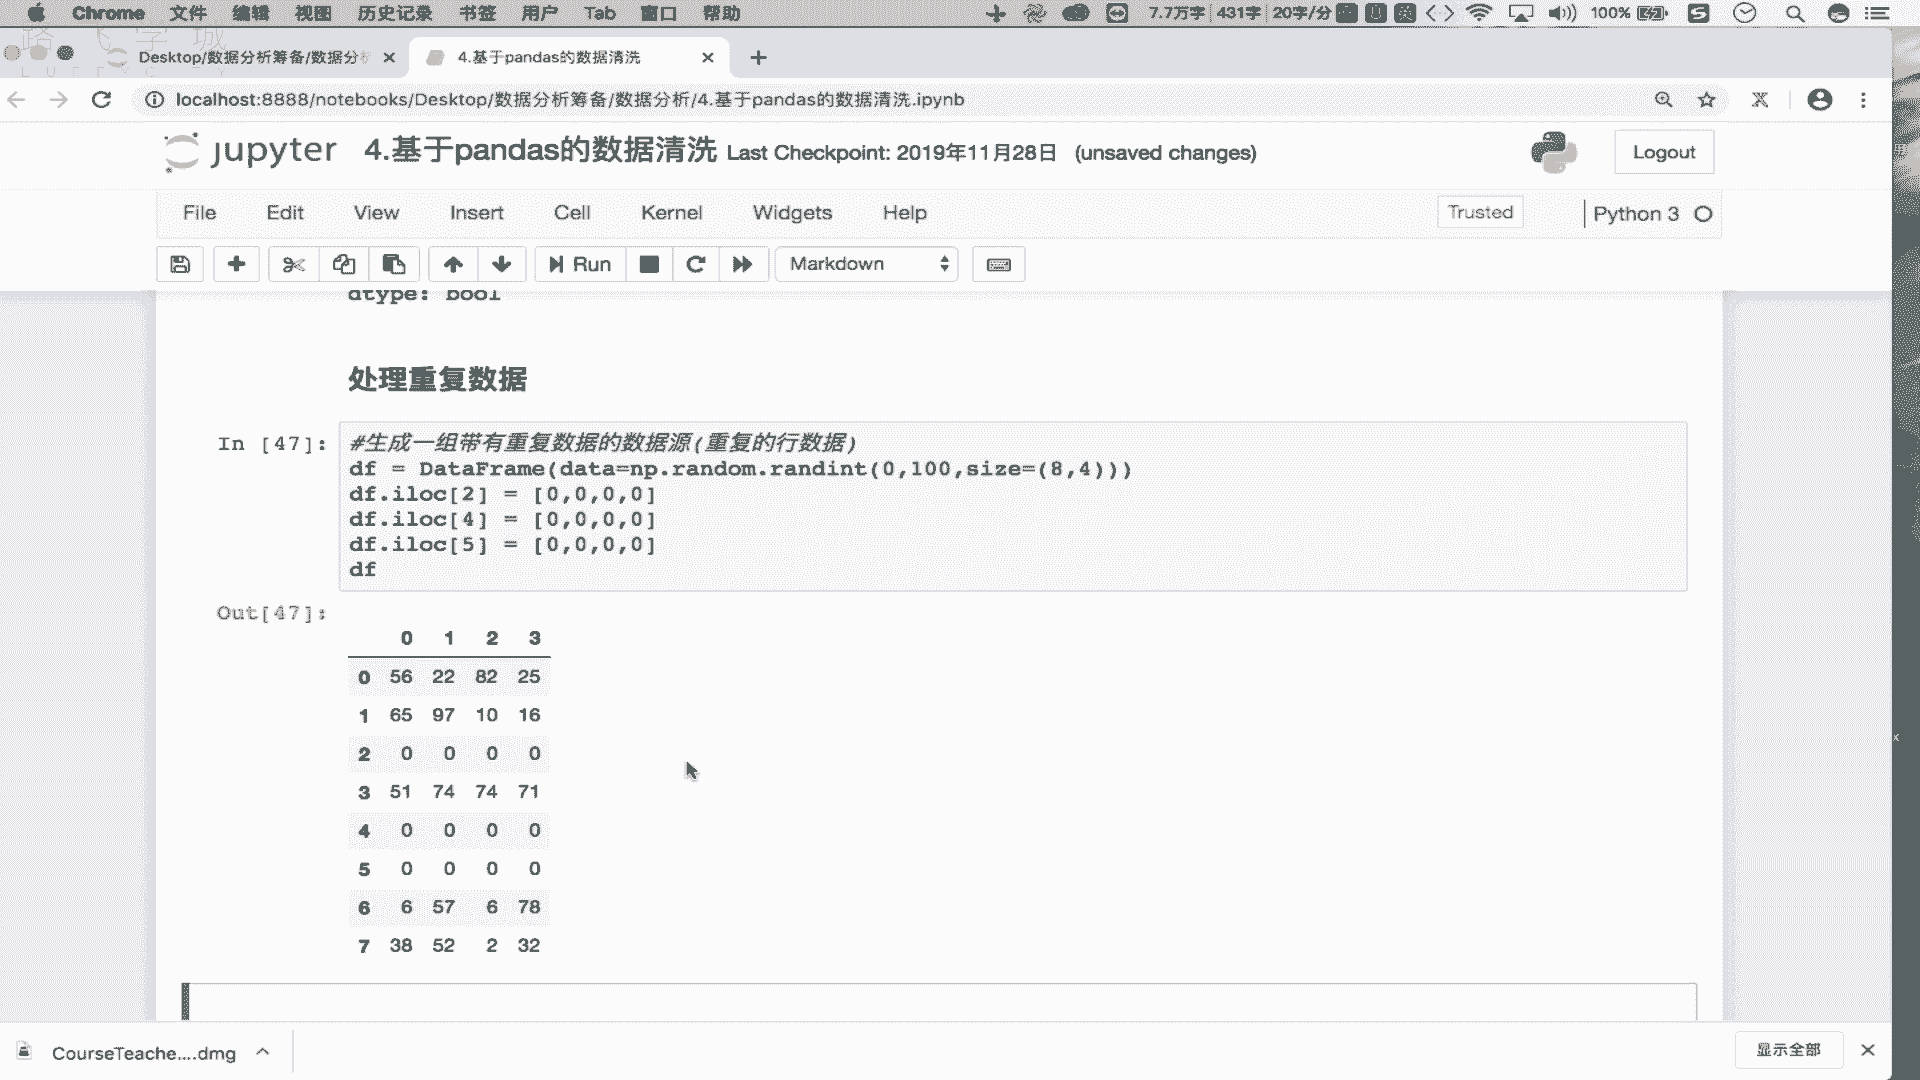 Chrome 文件 编辑 视图 历史记录 书签 用户 Tab 窗口 帮助 7.7万字 431字 20字/分 100%
Desktop/数据分析筹备/数据分 4.基于pandas的数据清洗
localhost:8888/notebooks/Desktop/数据分析筹备/数据分析/4.基于pandas的数据清洗.ipynb
jupyter 4.基于pandas的数据清洗 Last Checkpoint: 2019年11月28日 (unsaved changes) Logout
File Edit View Insert Cell Kernel Widgets Help Trusted Python 3
Run Markdown
dtype: bool
处理重复数据
In [47]: #生成一组带有重复数据的数据源(重复的行数据)
df = DataFrame(data=np.random.randint(0,100,size=(8,4)))
df.iloc[2] = [0,0,0,0]
df.iloc[4] = [0,0,0,0]
df.iloc[5] = [0,0,0,0]
df
Out[47]:
0 1 2 3
0 56 22 82 25
1 65 97 10 16
2 0 0 0 0
3 51 74 74 71
4 0 0 0 0
5 0 0 0 0
6 6 57 6 78
7 38 52 2 32
CourseTeache....dmg 显示全部